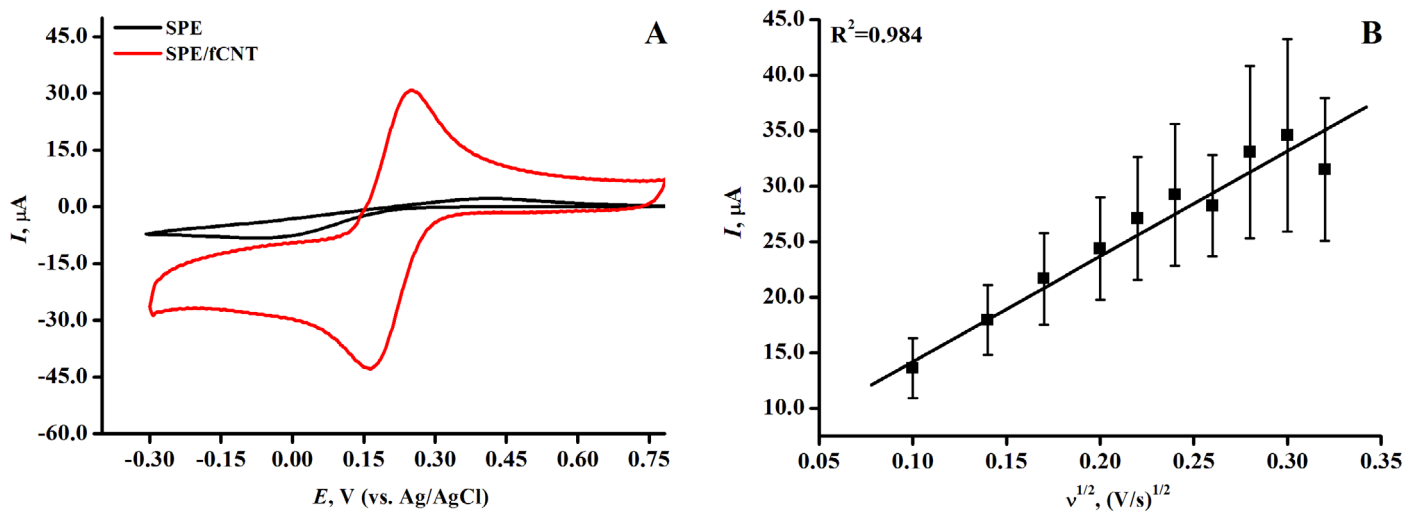 SPE
SPE/fCNT
A
45.0
30.0
15.0
0.0
-15.0
-30.0
-45.0
-60.0
I, μA
-0.30 -0.15 0.00 0.15 0.30 0.45 0.60 0.75
E, V (vs. Ag/AgCl)
R²=0.984
B
45.0
40.0
35.0
30.0
25.0
20.0
15.0
10.0
I, μA
0.05 0.10 0.15 0.20 0.25 0.30 0.35
ν^1/2, (V/s)^1/2